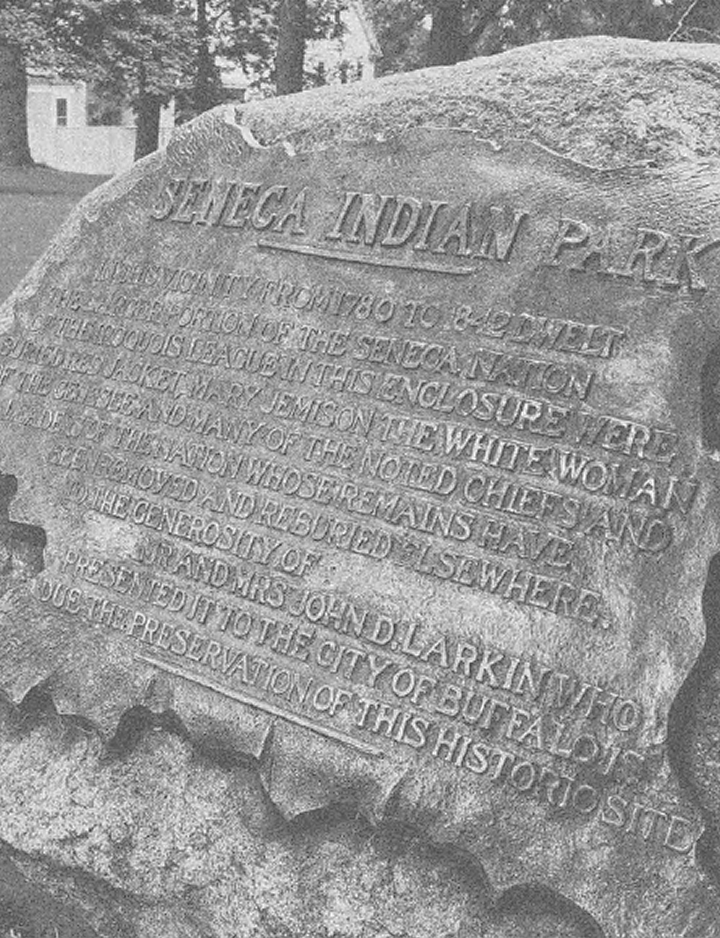 SENECA INDIAN PARK
IN THIS VICINITY FROM 1780 TO 1842 DWELT
THE LARGER PORTION OF THE SENECA NATION
OF THE IROQUOIS LEAGUE IN THIS ENCLOSURE WERE
BURIED RED JACKET, MARY JEMISON THE WHITE WOMAN
OF THE GENESEE AND MANY OF THE NOTED CHIEFS AND
LEADERS OF THE NATION WHOSE REMAINS HAVE
BEEN REMOVED AND REBURIED ELSEWHERE.
TO THE GENEROSITY OF
MR AND MRS JOHN D. LARKIN WHO
PRESENTED IT TO THE CITY OF BUFFALO IS
DUE THE PRESERVATION OF THIS HISTORIC SITE